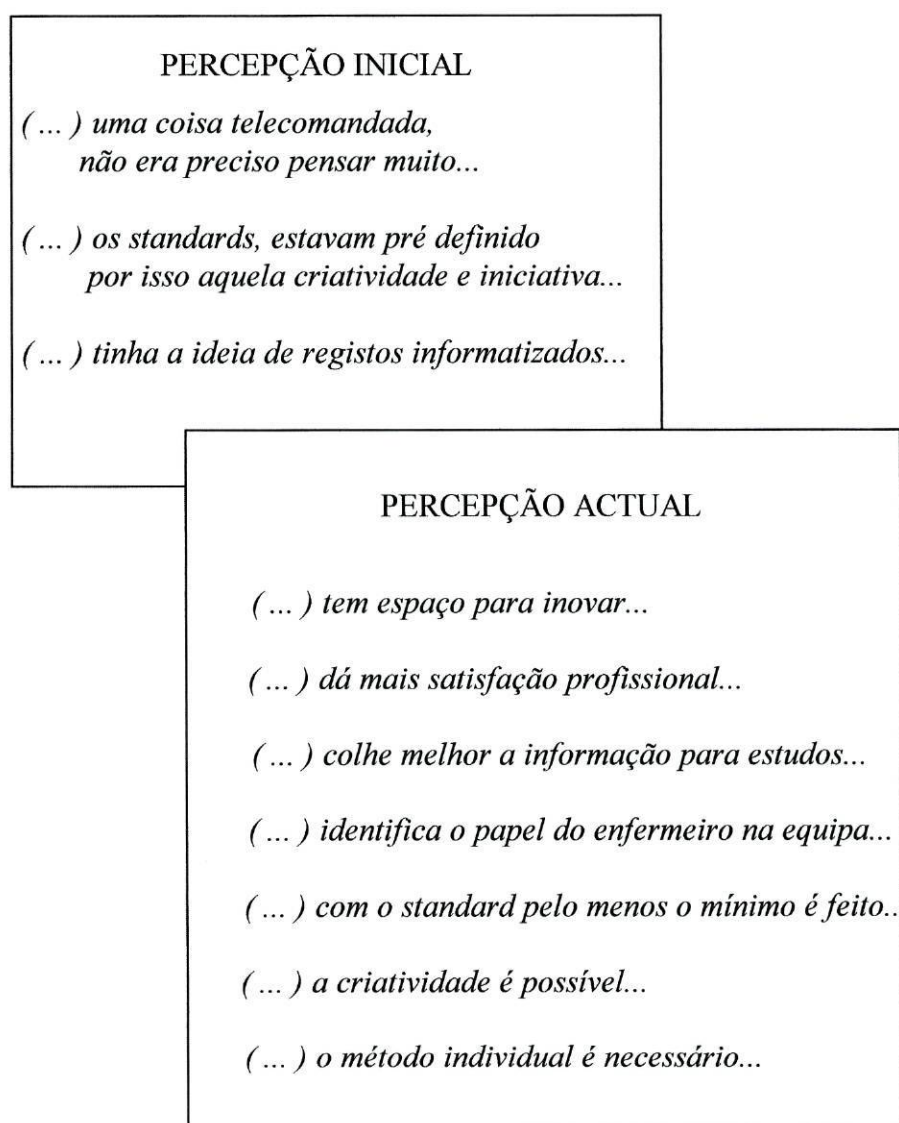 PERCEPÇÃO INICIAL
( ... ) uma coisa telecomandada,
não era preciso pensar muito...
( ... ) os standards, estavam pré definido
por isso aquela criatividade e iniciativa...
( ... ) tinha a ideia de registos informatizados...
PERCEPÇÃO ACTUAL
( ... ) tem espaço para inovar...
( ... ) dá mais satisfação profissional...
( ... ) colhe melhor a informação para estudos...
( ... ) identifica o papel do enfermeiro na equipa...
( ... ) com o standard pelo menos o mínimo é feito..
( ... ) a criatividade é possível...
( ... ) o método individual é necessário...